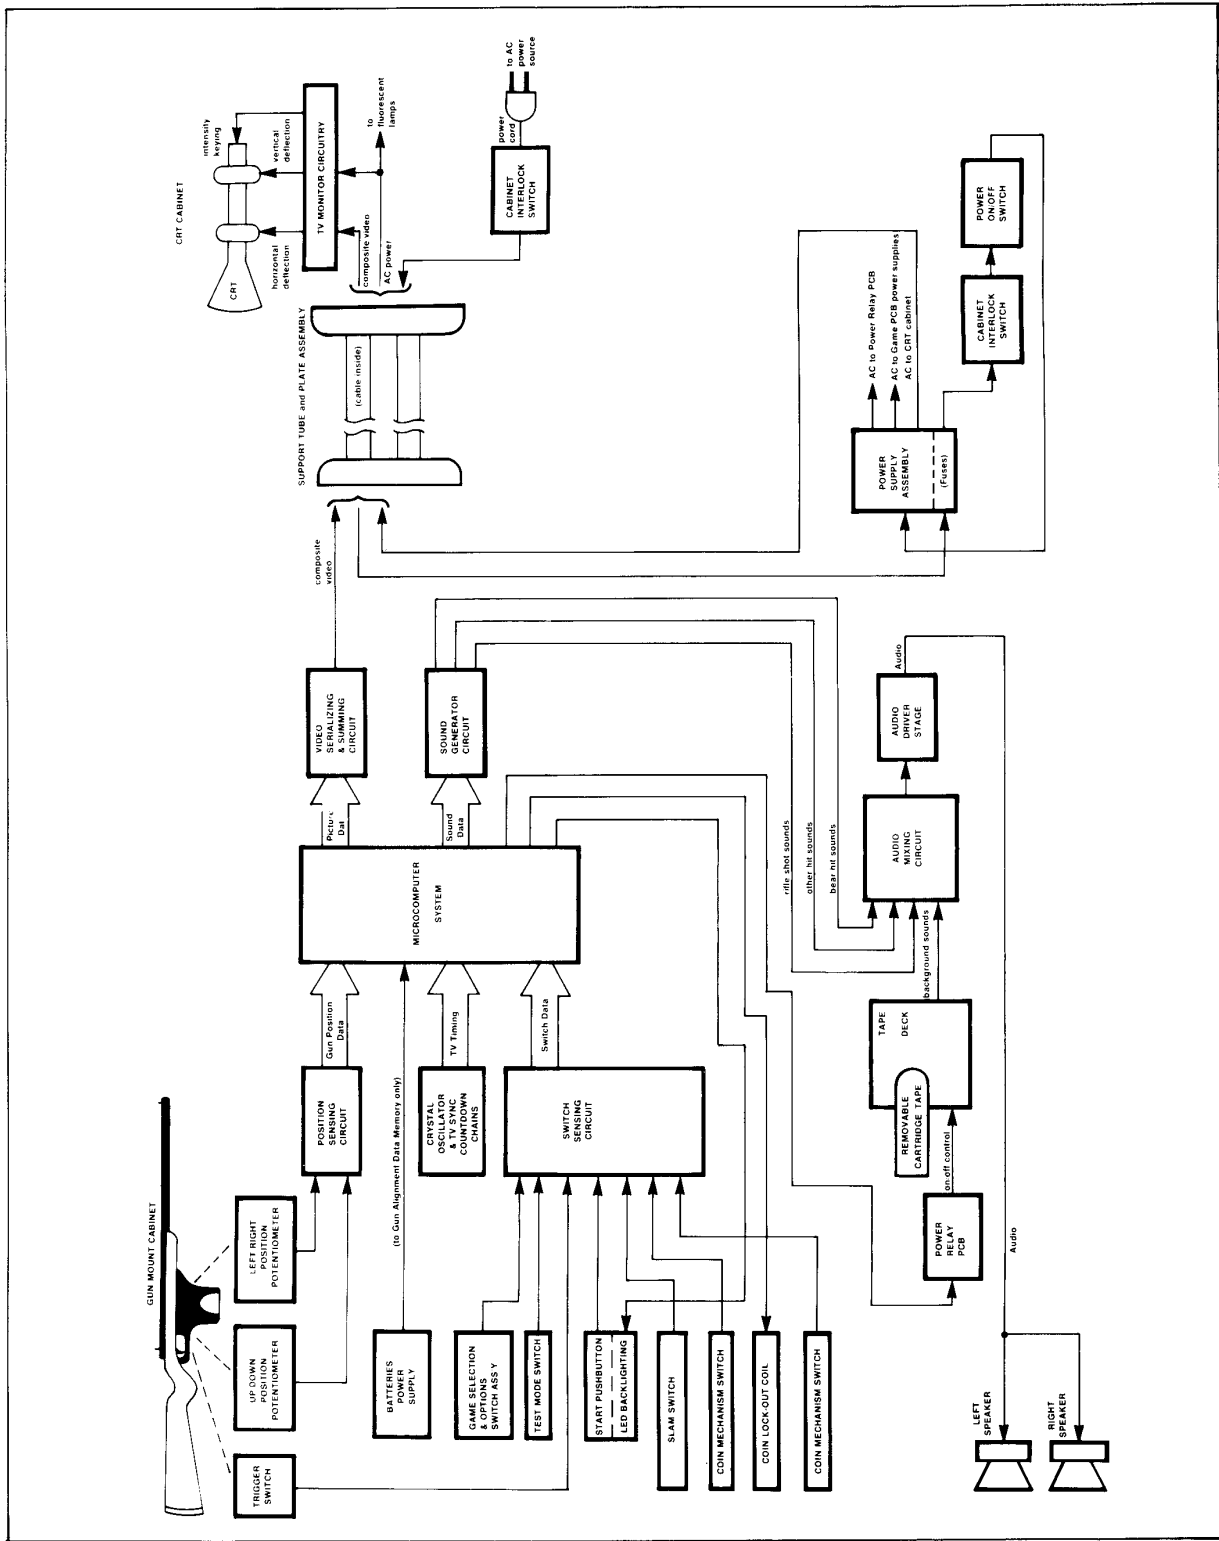 GUN MOUNT CABINET
TRIGGER
SWITCH
UP DOWN
POSITION
POTENTIOMETER
LEFT RIGHT
POSITION
POTENTIOMETER
POSITION
SENSING
CIRCUIT
Gun Position
Data
BATTERIES
POWER
SUPPLY
(to Gun Alignment Data Memory only)
CRYSTAL
OSCILLATOR
& TV SYNC
COUNTDOWN
CHAINS
TV Timing
GAME SELECTION
& OPTIONS
SWITCH ASS'Y
TEST MODE SWITCH
START PUSHBUTTON
LED BACKLIGHTING
SLAM SWITCH
COIN MECHANISM SWITCH
COIN LOCK-OUT COIL
COIN MECHANISM SWITCH
SWITCH
SENSING
CIRCUIT
Switch Data
MICROCOMPUTER
SYSTEM
Picture
Dat
VIDEO
SERIALIZING
& SUMMING
CIRCUIT
composite
video
Sound
Data
SOUND
GENERATOR
CIRCUIT
SUPPORT TUBE and PLATE ASSEMBLY
(cable inside)
CRT CABINET
CRT
horizontal
deflection
vertical
deflection
intensity
keying
TV MONITOR CIRCUITRY
composite video
AC power
to
fluorescent
lamps
CABINET
INTERLOCK
SWITCH
power
cord
to AC
power
source
rifle shot sounds
other hit sounds
bear hit sounds
POWER
RELAY
PCB
on-off control
REMOVABLE
CARTRIDGE TAPE
TAPE
DECK
background sounds
AUDIO
MIXING
CIRCUIT
AUDIO
DRIVER
STAGE
Audio
POWER
SUPPLY
ASSEMBLY
(Fuses)
AC to Power Relay PCB
AC to Game PCB power supplies
AC to CRT cabinet
CABINET
INTERLOCK
SWITCH
POWER
ON/OFF
SWITCH
Audio
LEFT
SPEAKER
RIGHT
SPEAKER